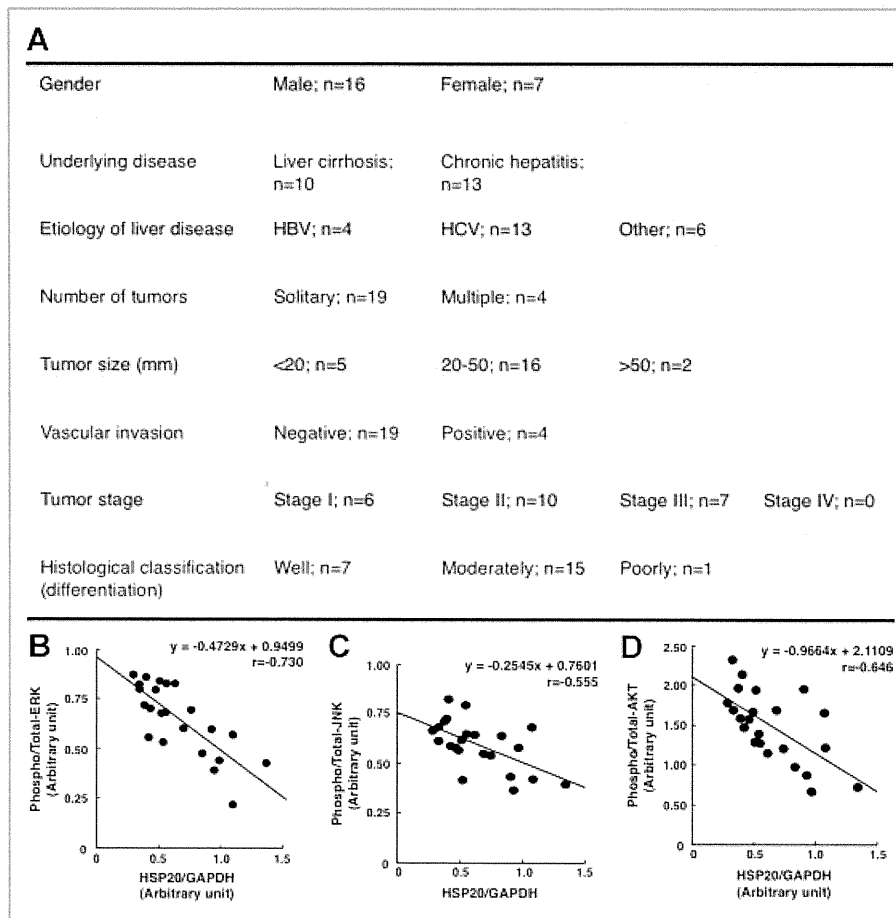 A
Gender Male; n=16 Female; n=7
Underlying disease Liver cirrhosis; Chronic hepatitis;
n=10 n=13
Etiology of liver disease HBV; n=4 HCV; n=13 Other; n=6
Number of tumors Solitary; n=19 Multiple; n=4
Tumor size (mm) <20; n=5 20-50; n=16 >50; n=2
Vascular invasion Negative; n=19 Positive; n=4
Tumor stage Stage I; n=6 Stage II; n=10 Stage III; n=7 Stage IV; n=0
Histological classification Well; n=7 Moderately; n=15 Poorly; n=1
(differentiation)
B
y = -0.4729x + 0.9499
r=-0.730
Phospho/Total-ERK
(Arbitrary unit)
1.00
0.75
0.50
0.25
0 0.5 1.0 1.5
HSP20/GAPDH
(Arbitrary unit)
C
y = -0.2545x + 0.7601
r=-0.555
Phospho/Total-JNK
(Arbitrary unit)
1.00
0.75
0.50
0.25
0 0.5 1.0 1.5
HSP20/GAPDH
D
y = -0.9664x + 2.1109
r=-0.646
Phospho/Total-AKT
(Arbitrary unit)
2.50
2.00
1.50
1.00
0.50
0 0.5 1.0 1.5
HSP20/GAPDH
(Arbitrary unit)